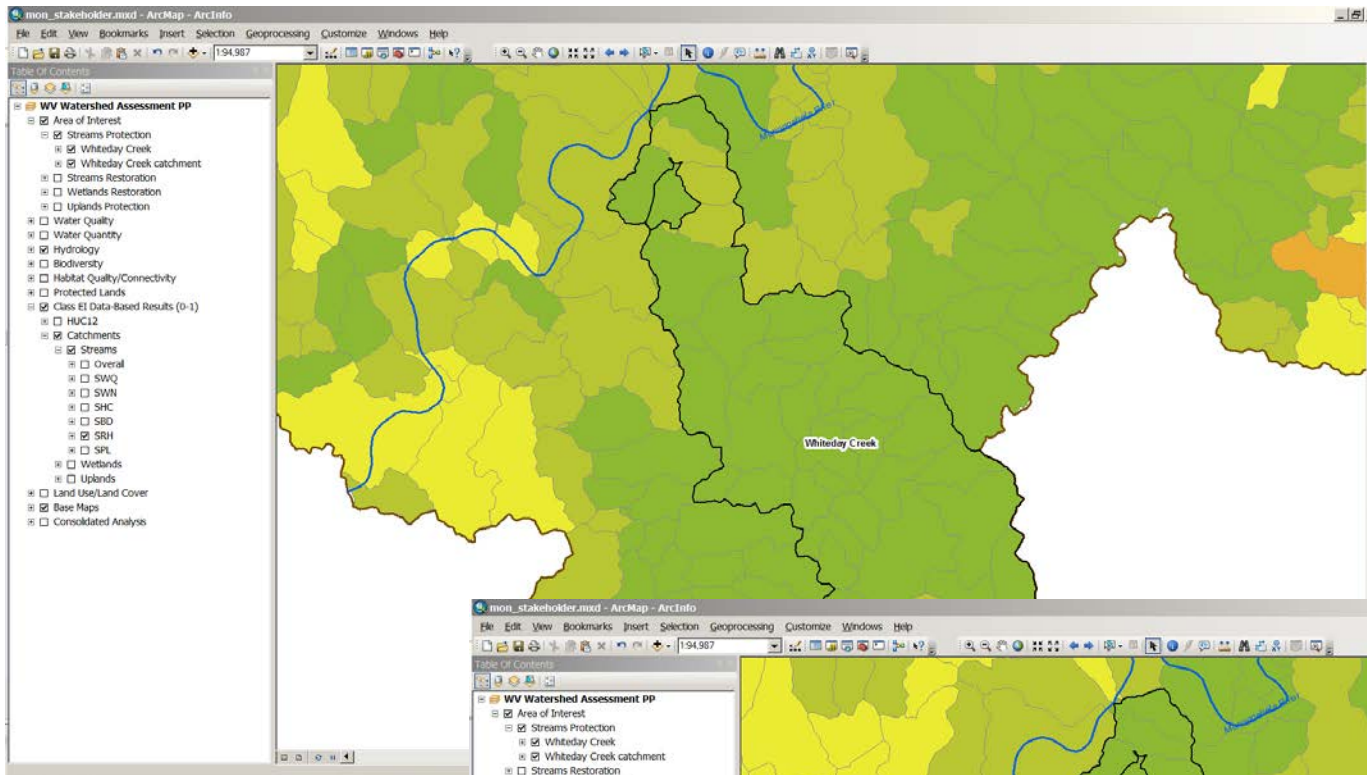 mon_stakeholder.mxd - ArcMap - ArcInfo
File Edit View Bookmarks Insert Selection Geoprocessing Customize Windows Help
1:94,987
Table Of Contents
WV Watershed Assessment PP
Area of Interest
Streams Protection
Whiteday Creek
Whiteday Creek catchment
Streams Restoration
Wetlands Restoration
Uplands Protection
Water Quality
Water Quantity
Hydrology
Biodiversity
Habitat Quality/Connectivity
Protected Lands
Class EI Data-Based Results (0-1)
HUC12
Catchments
Streams
Overall
SWQ
SWN
SHC
SBD
SRH
SPL
Wetlands
Uplands
Land Use/Land Cover
Base Maps
Consolidated Analysis
Monongahela River
Whiteday Creek
mon_stakeholder.mxd - ArcMap - ArcInfo
File Edit View Bookmarks Insert Selection Geoprocessing Customize Windows Help
1:94,987
Table Of Contents
WV Watershed Assessment PP
Area of Interest
Streams Protection
Whiteday Creek
Whiteday Creek catchment
Streams Restoration
Monongahela River